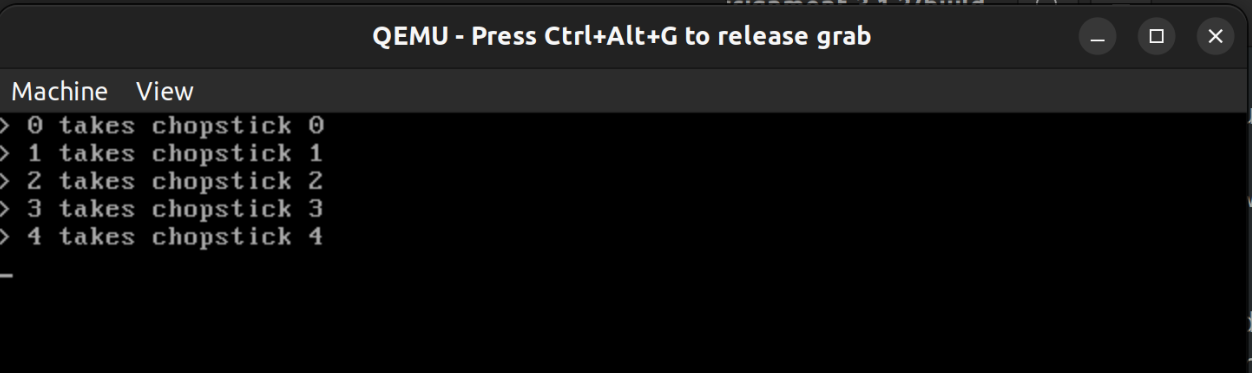 QEMU - Press Ctrl+Alt+G to release grab
Machine View
> 0 takes chopstick 0
> 1 takes chopstick 1
> 2 takes chopstick 2
> 3 takes chopstick 3
> 4 takes chopstick 4
_